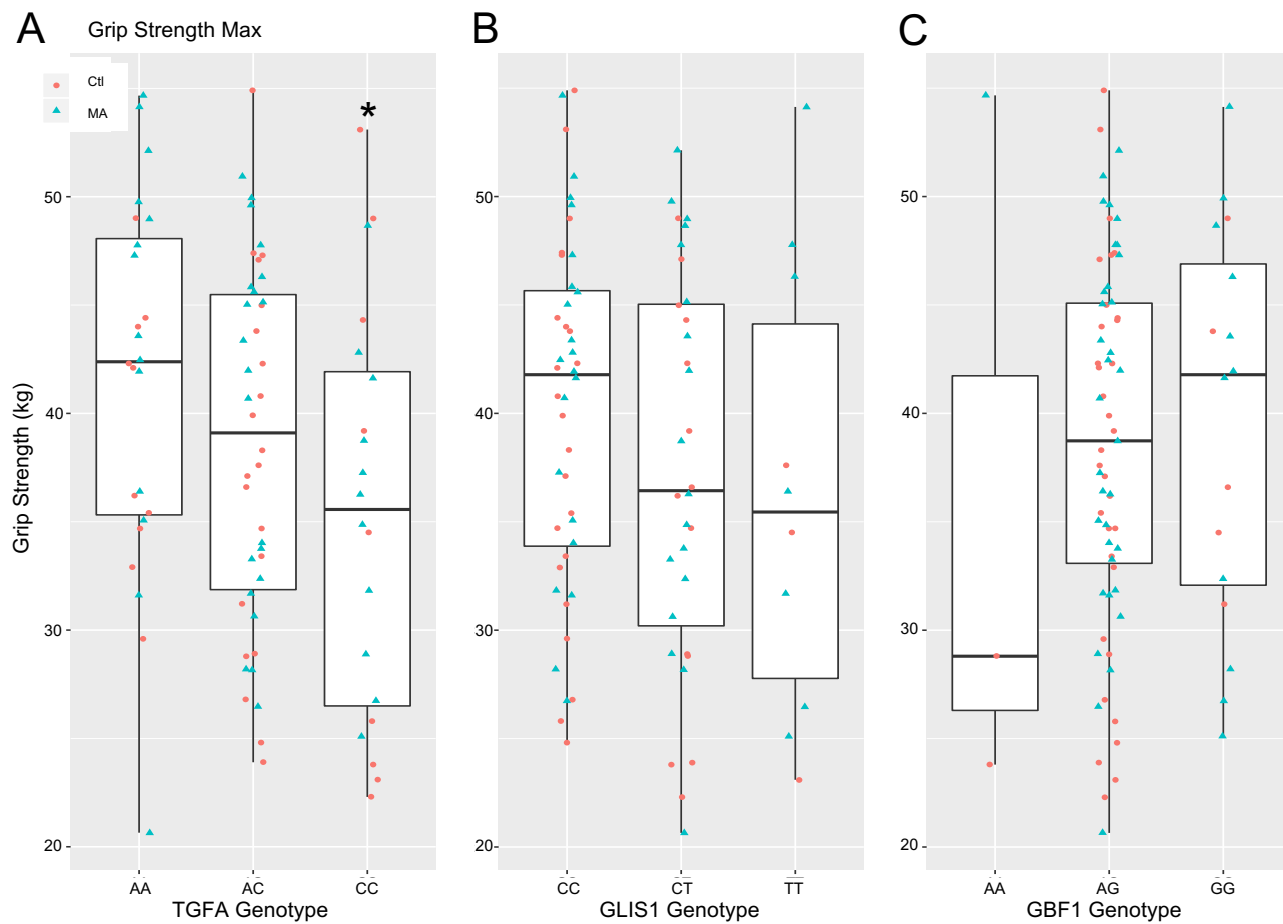 A Grip Strength Max
B
C
Ctl
MA
*
Grip Strength (kg)
50
40
30
20
AA AC CC
TGFA Genotype
50
40
30
20
CC CT TT
GLIS1 Genotype
50
40
30
20
AA AG GG
GBF1 Genotype